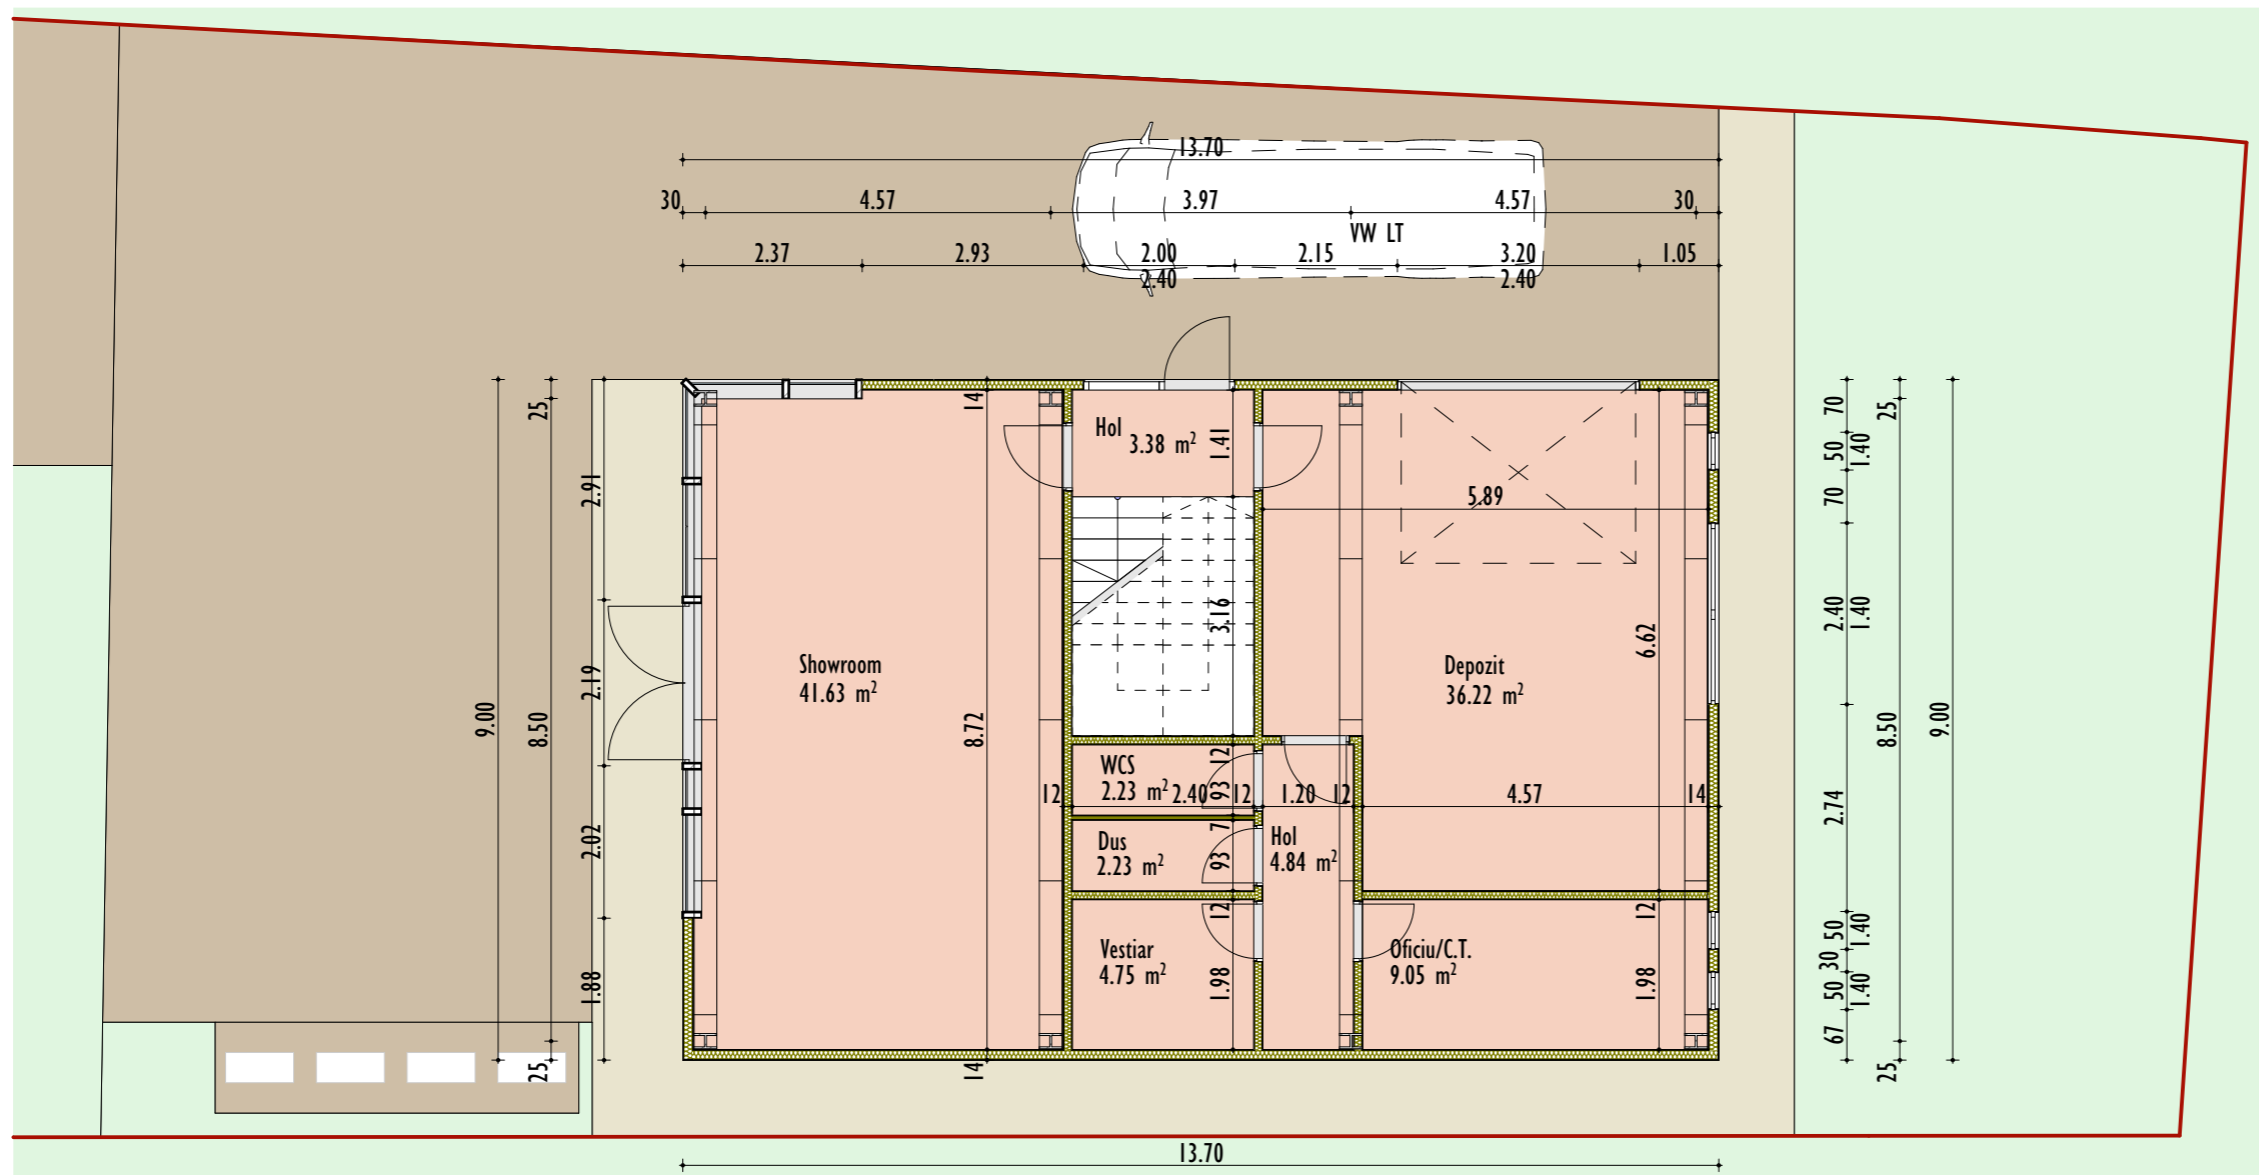 13.70
30 4.57 3.97 4.57 30
VW LT
2.37 2.93 2.00 2.15 3.20 1.05
2.40 2.40
25
14
70
25
50
1.40
70
Hol
3.38 m²
1.41
2.91
5.89
2.40
1.40
3.16
6.62
Showroom
41.63 m²
Depozit
36.22 m²
2.19
9.00
8.50
8.72
8.50
9.00
WCS
2.23 m²
12
93
12 2.40 12 1.20 12 4.57 14
2.74
2.02
Dus
2.23 m²
7
93
Hol
4.84 m²
12
12
Vestiar
4.75 m²
Oficiu/C.T.
9.05 m²
50
1.40
30
1.88
1.98
1.98
50
1.40
67
25
14
25
13.70